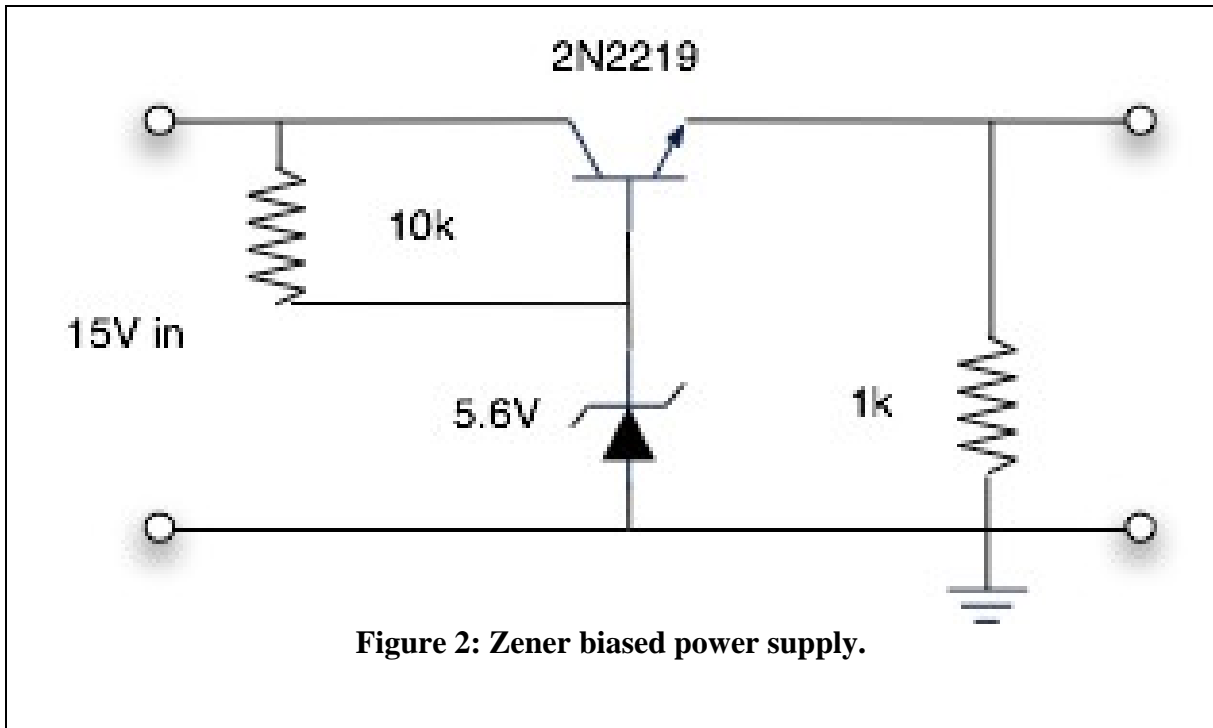 2N2219
10k
15V in
5.6V
1k
Figure 2: Zener biased power supply.